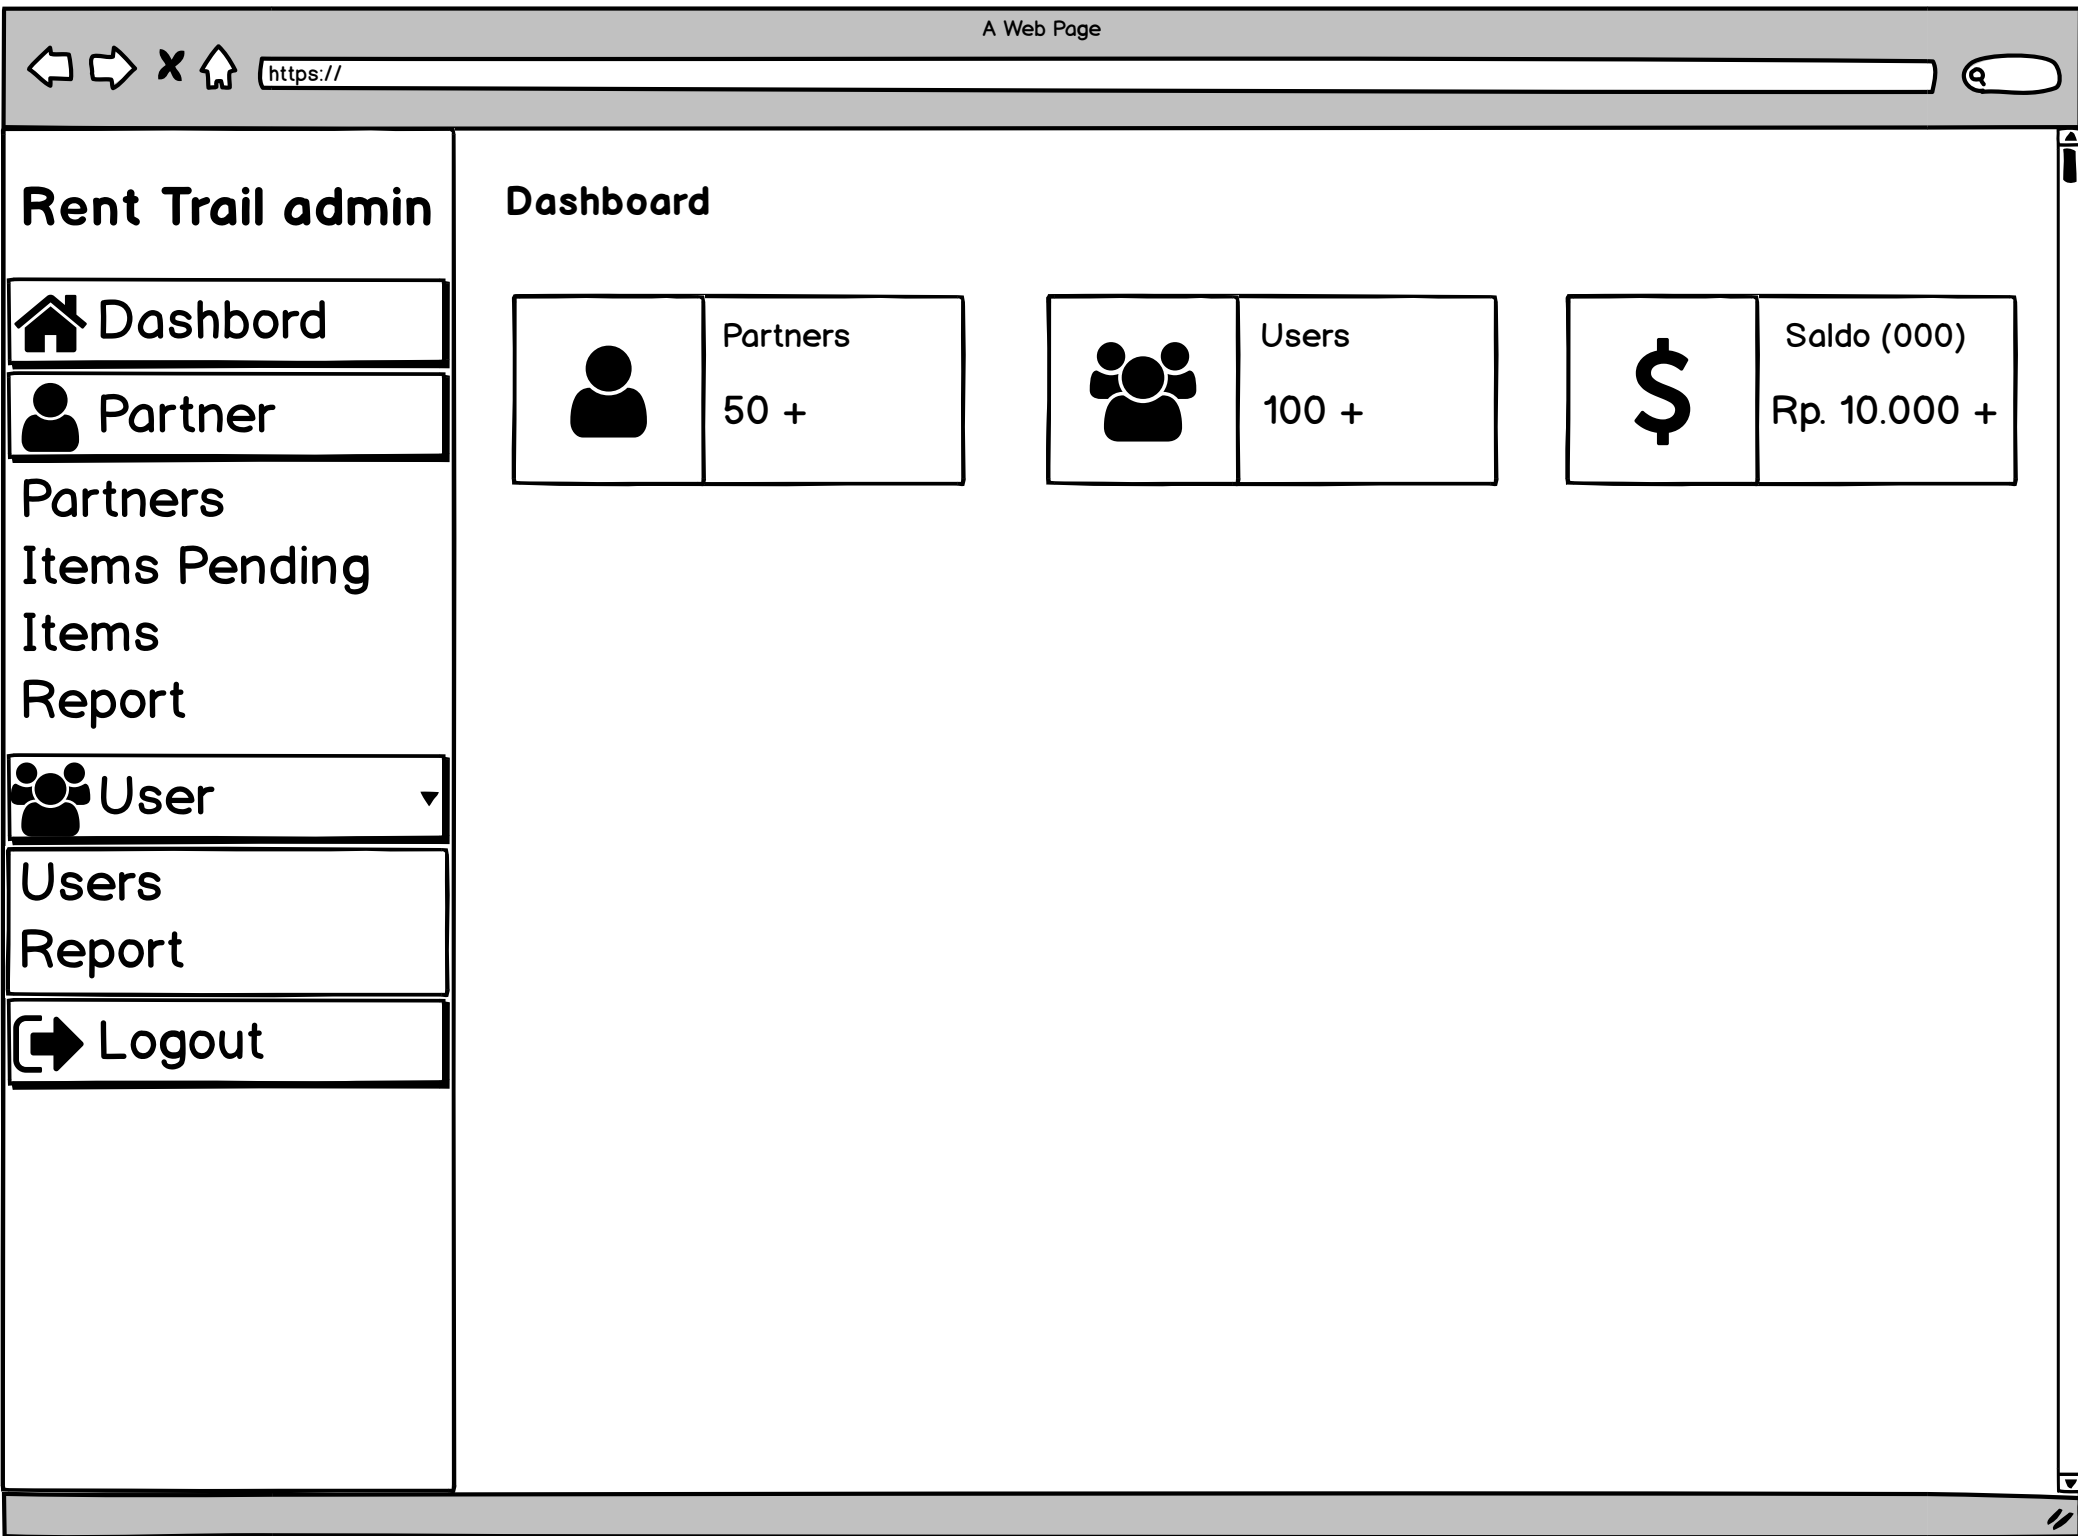 A Web Page
https://
Rent Trail admin
Dashbord
Partner
Partners
Items Pending
Items
Report
User
Users
Report
Logout
Dashboard
Partners
50 +
Users
100 +
Saldo (000)
Rp. 10.000 +